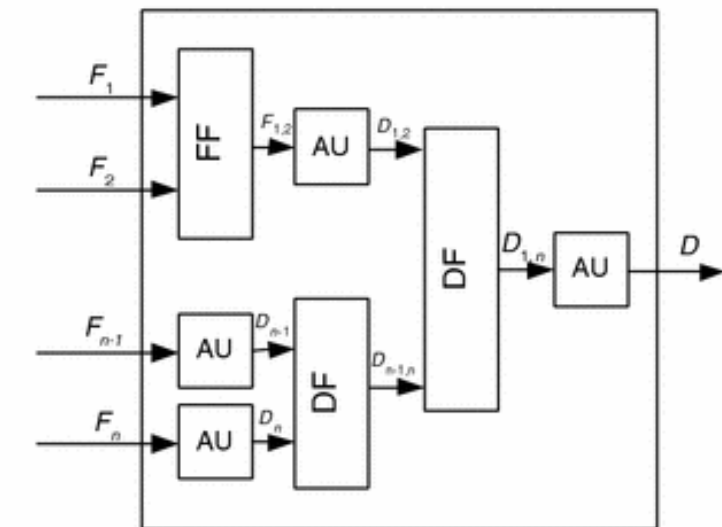 F1
FF
F1,2
AU
D1,2
F2
DF
D1,n
AU
D
Fn-1
AU
Dn-1
DF
Dn-1,n
Fn
AU
Dn